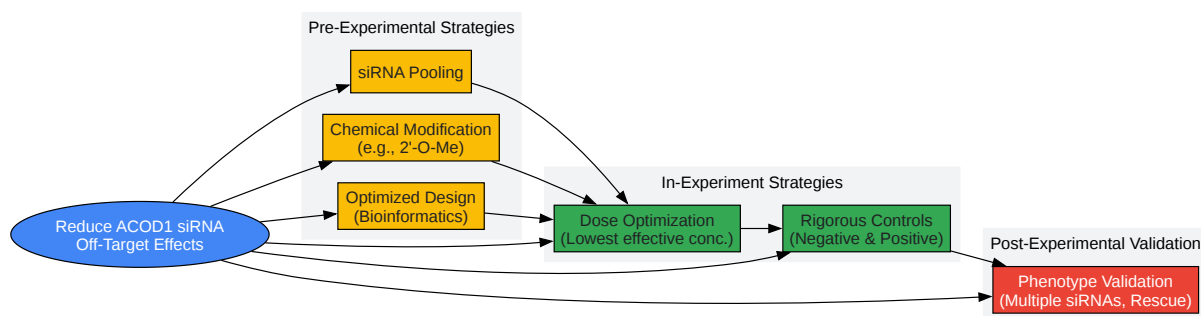 Pre-Experimental Strategies
siRNA Pooling
Chemical Modification
(e.g., 2'-O-Me)
Optimized Design
(Bioinformatics)
Reduce ACOD1 siRNA
Off-Target Effects
In-Experiment Strategies
Dose Optimization
(Lowest effective conc.)
Rigorous Controls
(Negative & Positive)
Post-Experimental Validation
Phenotype Validation
(Multiple siRNAs, Rescue)